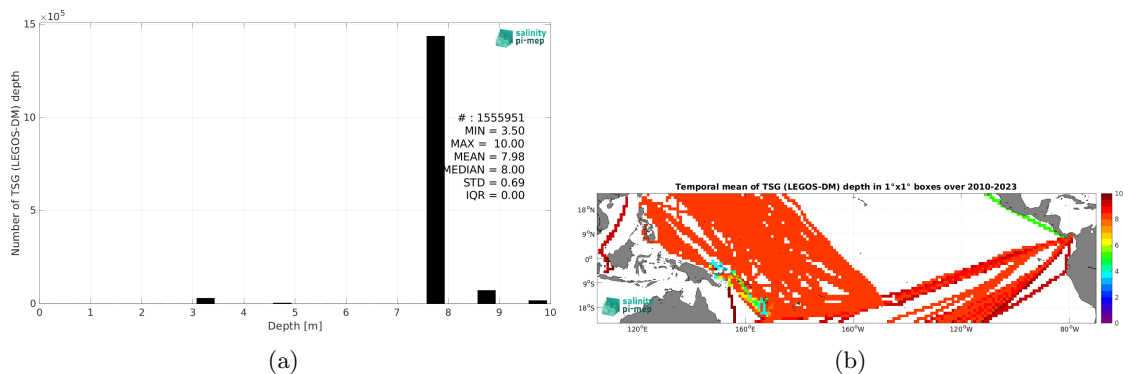 ×10⁵
15
10
5
0
Number of TSG (LEGOS-DM) depth
salinity
pi-mep
# : 1555951
MIN = 3.50
MAX = 10.00
MEAN = 7.98
MEDIAN = 8.00
STD = 0.69
IQR = 0.00
0 1 2 3 4 5 6 7 8 9 10
Depth [m]
(a)
Temporal mean of TSG (LEGOS-DM) depth in 1°x1° boxes over 2010-2023
18°N
9°N
0°
9°S
18°S
salinity
pi-mep
120°E 160°E 160°W 120°W 80°W
10
8
6
4
2
0
(b)